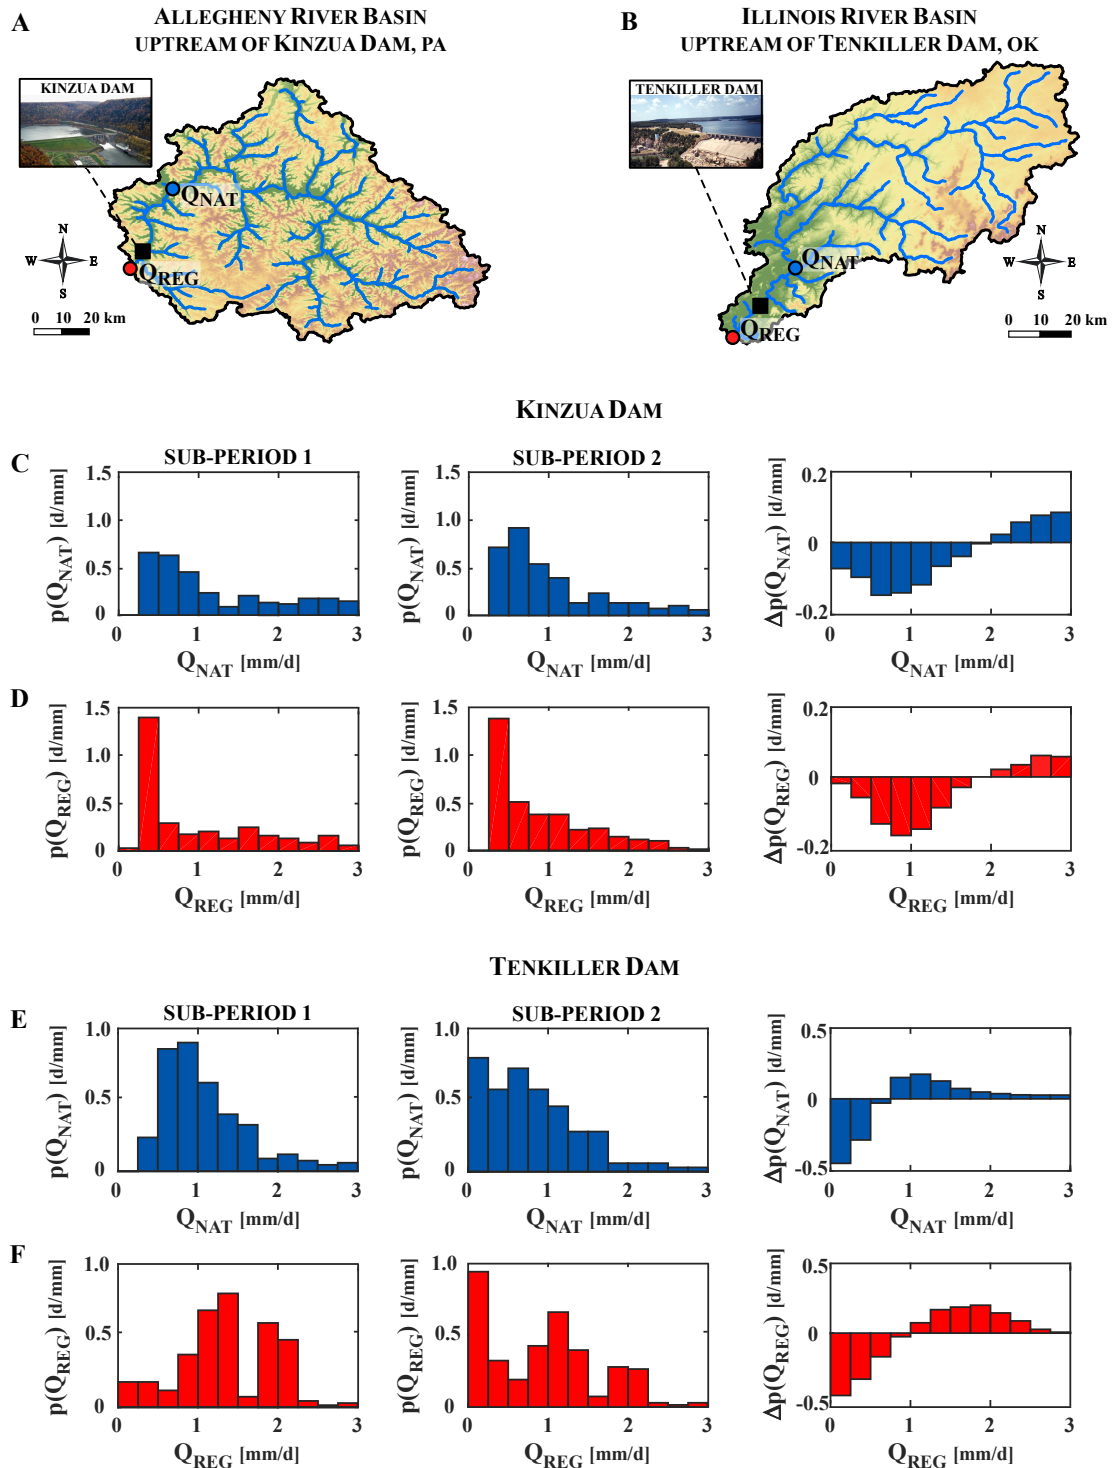 A
ALLEGHENY RIVER BASIN
UPTREAM OF KINZUA DAM, PA
KINZUA DAM
QNAT
QREG
N
W E
S
0 10 20 km
B
ILLINOIS RIVER BASIN
UPTREAM OF TENKILLER DAM, OK
TENKILLER DAM
QNAT
QREG
N
W E
S
0 10 20 km
KINZUA DAM
C
SUB-PERIOD 1
p(QNAT) [d/mm]
1.5
1.0
0.5
0
0 1 2 3
QNAT [mm/d]
SUB-PERIOD 2
p(QNAT) [d/mm]
1.5
1.0
0.5
0
0 1 2 3
QNAT [mm/d]
Δp(QNAT) [d/mm]
0.2
0
-0.2
0 1 2 3
QNAT [mm/d]
D
p(QREG) [d/mm]
1.5
1.0
0.5
0
0 1 2 3
QREG [mm/d]
p(QREG) [d/mm]
1.5
1.0
0.5
0
0 1 2 3
QREG [mm/d]
Δp(QREG) [d/mm]
0.2
0
-0.2
0 1 2 3
QREG [mm/d]
TENKILLER DAM
E
SUB-PERIOD 1
p(QNAT) [d/mm]
1.0
0.5
0
0 1 2 3
QNAT [mm/d]
SUB-PERIOD 2
p(QNAT) [d/mm]
1.0
0.5
0
0 1 2 3
QNAT [mm/d]
Δp(QNAT) [d/mm]
0.5
0
-0.5
0 1 2 3
QNAT [mm/d]
F
p(QREG) [d/mm]
1.0
0.5
0
0 1 2 3
QREG [mm/d]
p(QREG) [d/mm]
1.0
0.5
0
0 1 2 3
QREG [mm/d]
Δp(QREG) [d/mm]
0.5
0
-0.5
0 1 2 3
QREG [mm/d]